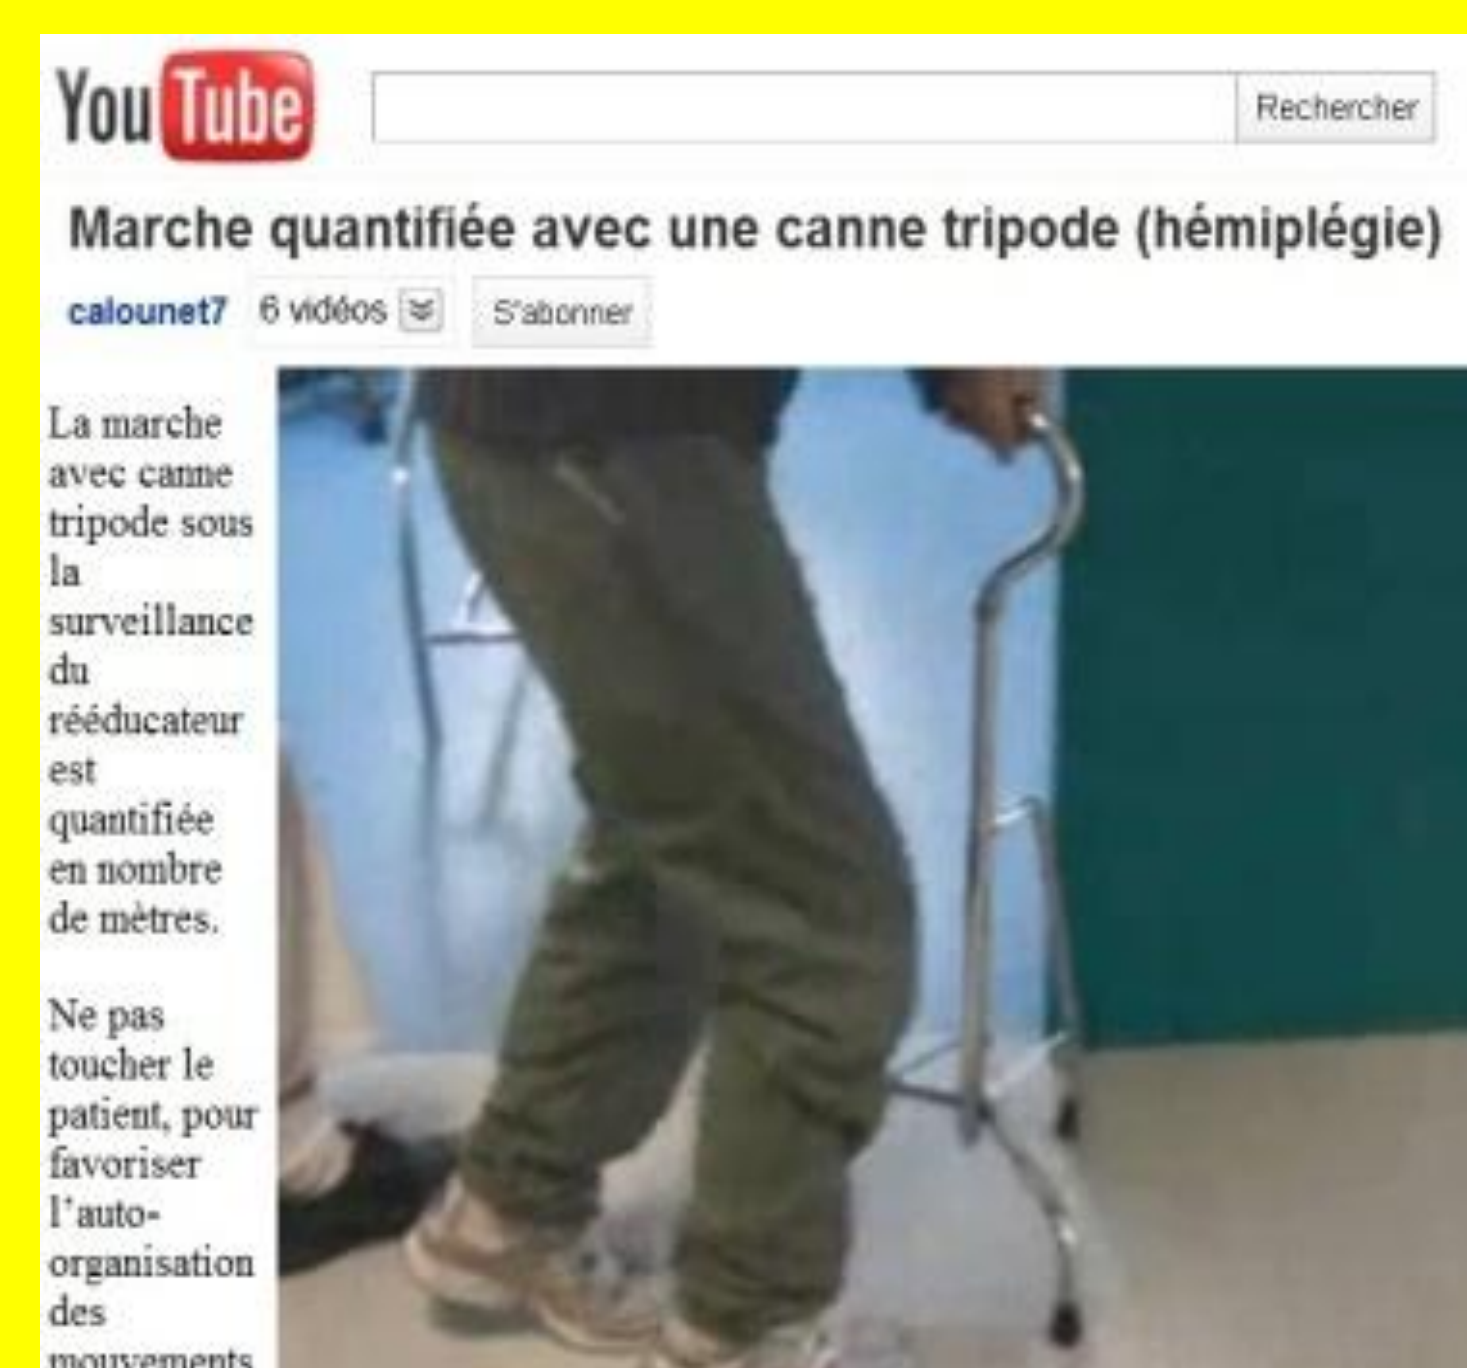 YouTube
Rechercher
Marche quantifiée avec une canne tripode (hémiplégie)
calounet7 6 vidéos S'abonner
La marche
avec canne
tripode sous
la
surveillance
du
rééducateur
est
quantifiée
en nombre
de mètres.
Ne pas
toucher le
patient, pour
favoriser
l'auto-
organisation
des
mouvements